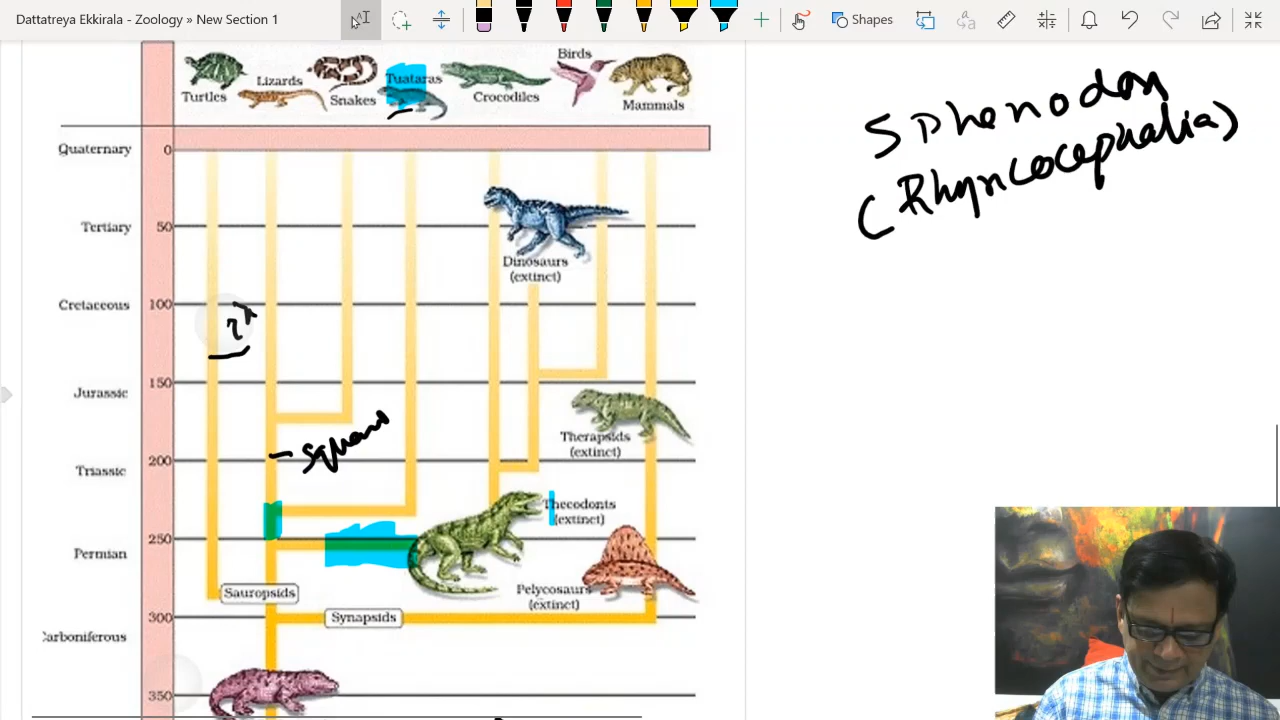 Dattatreya Ekkirala - Zoology » New Section 1
Shapes
Birds
Tuataras
Lizards
Turtles
Snakes
Crocodiles
Mammals
Sphenodon
(Rhyncocephalia)
Quaternary 0
Tertiary 50
Dinosaurs
(extinct)
Cretaceous 100
Jurassic 150
Therapsids
(extinct)
Squam
Triassic 200
Thecodonts
(extinct)
250
Permian
Sauropsids
Pelycosaurs
(extinct)
300
Synapsids
Carboniferous
350